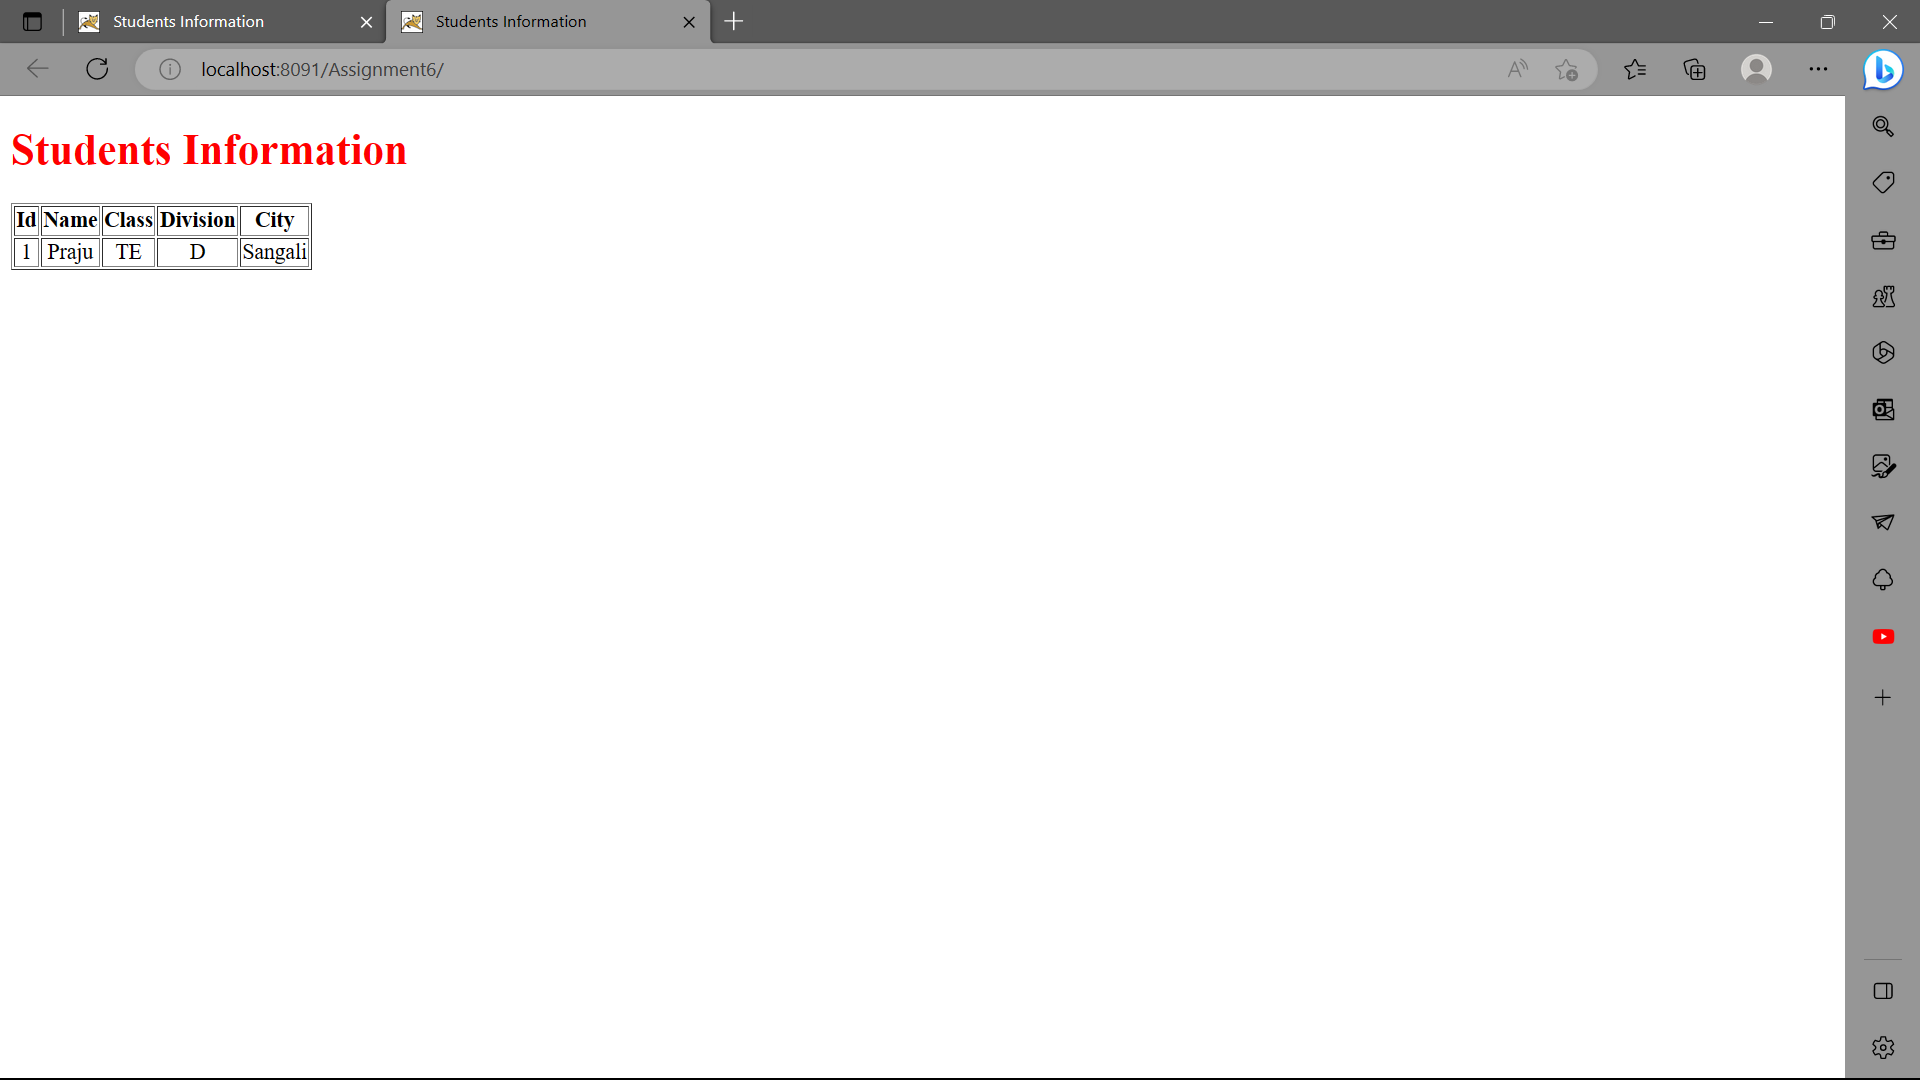 Students Information
Students Information
localhost:8091/Assignment6/
Students Information
Id Name Class Division City
1 Praju TE D Sangali